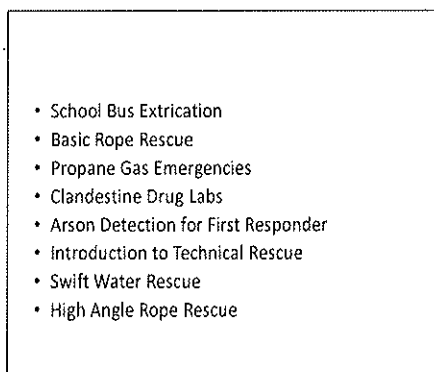 • School Bus Extrication
• Basic Rope Rescue
• Propane Gas Emergencies
• Clandestine Drug Labs
• Arson Detection for First Responder
• Introduction to Technical Rescue
• Swift Water Rescue
• High Angle Rope Rescue